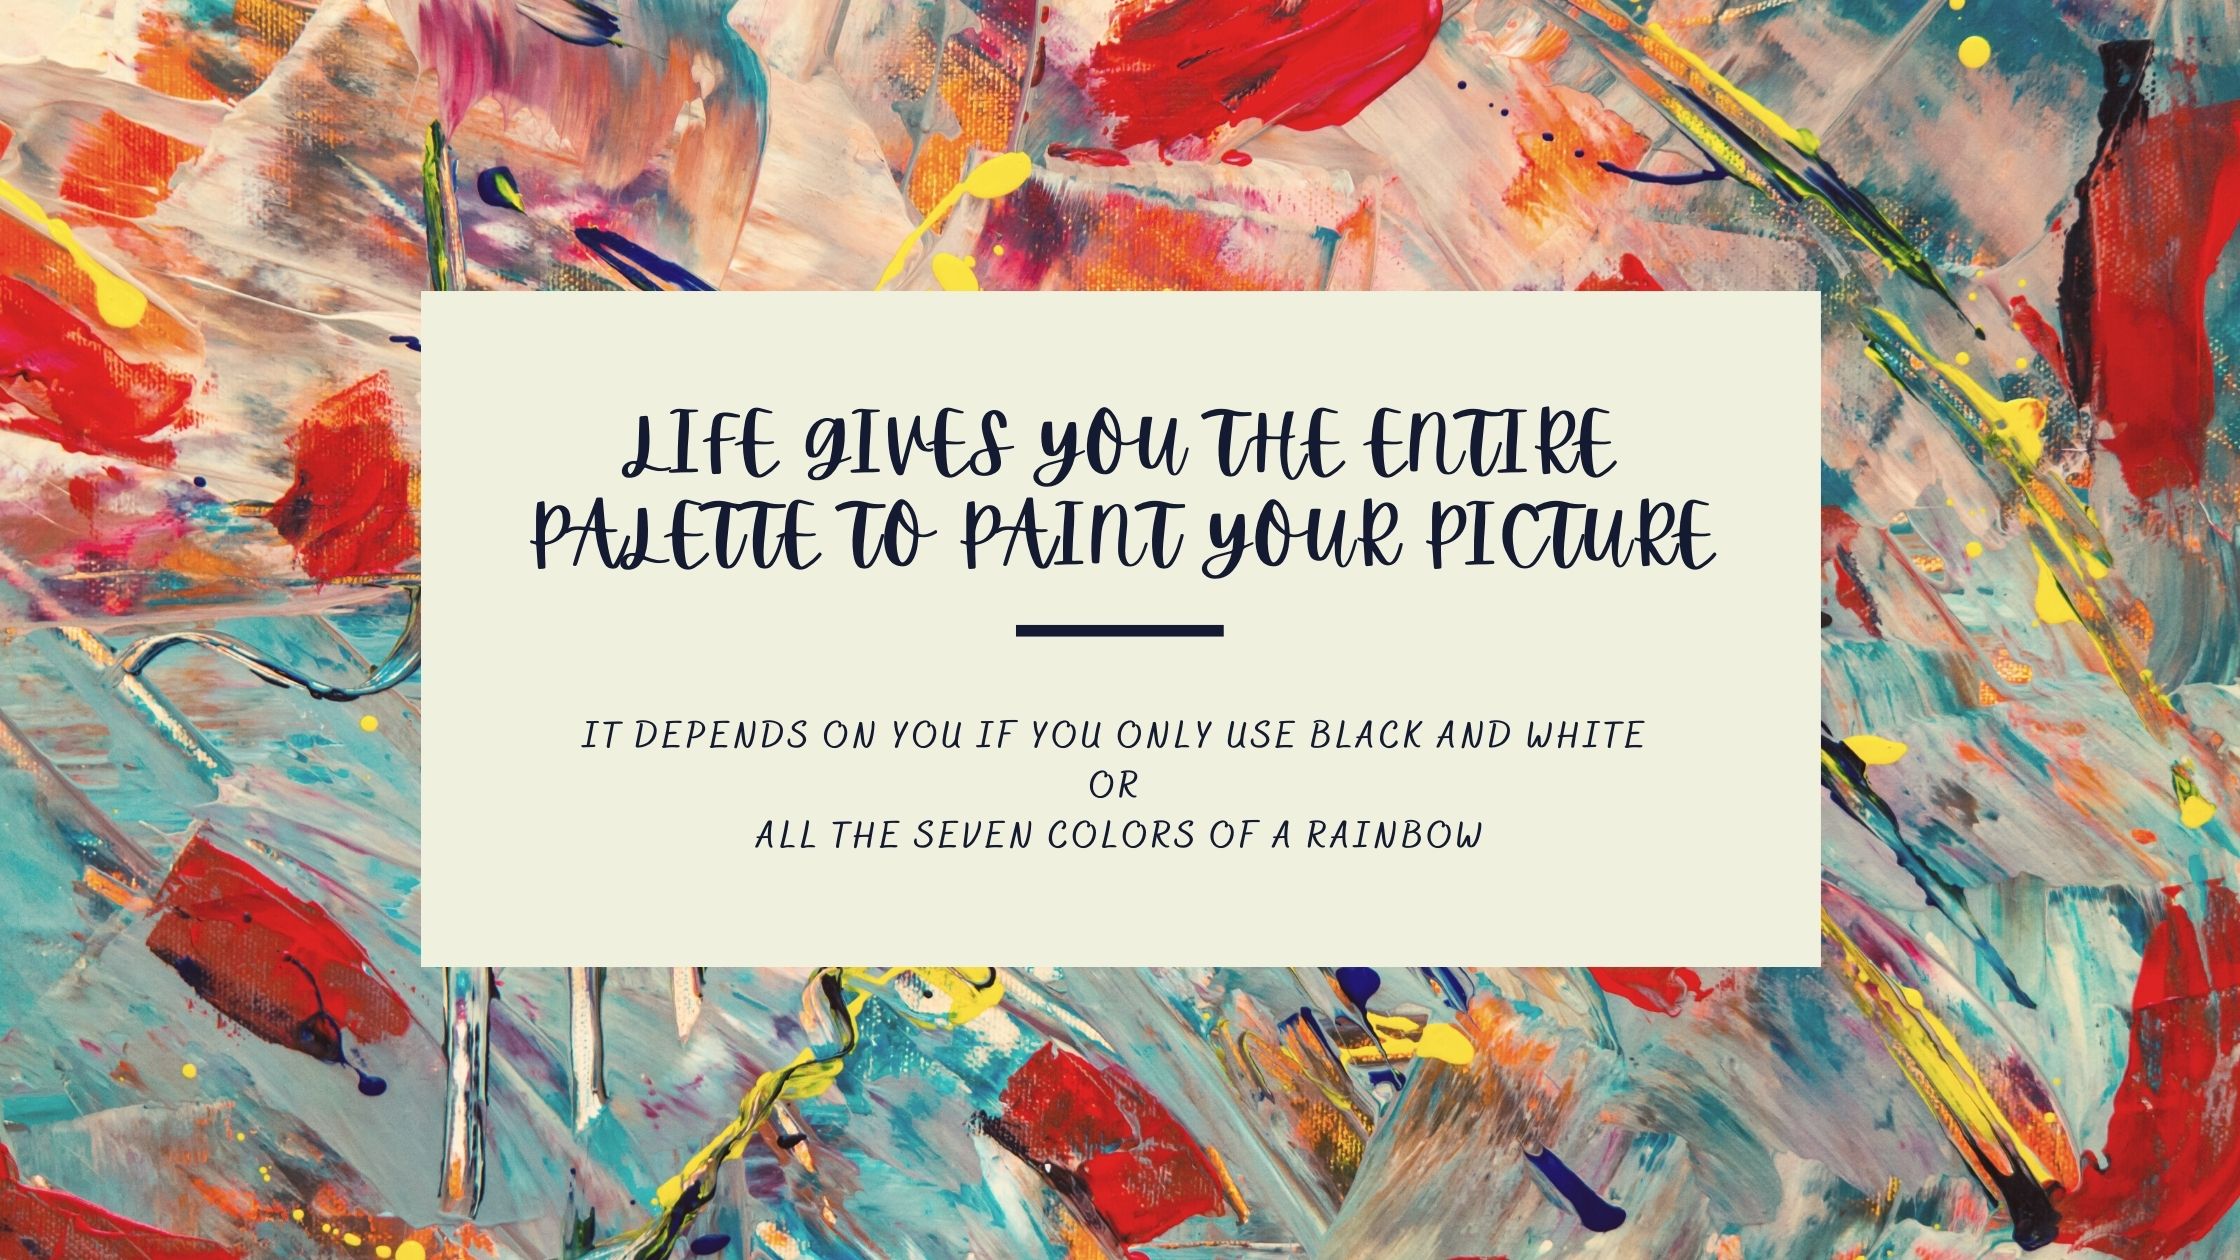 LIFE GIVES YOU THE ENTIRE
PALETTE TO PAINT YOUR PICTURE
IT DEPENDS ON YOU IF YOU ONLY USE BLACK AND WHITE
OR
ALL THE SEVEN COLORS OF A RAINBOW